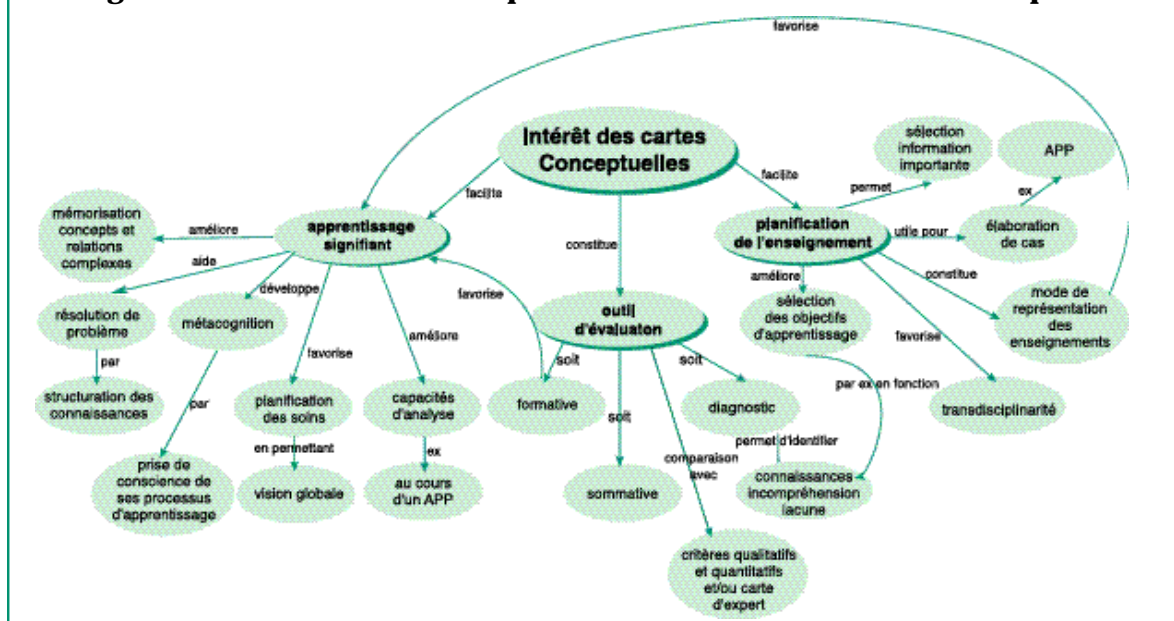 favorise
Intérêt des cartes
Conceptuelles
sélection
information
importante
APP
facilite
facilite
permet
ex
mémorisation
concepts et
relations
complexes
améliore
apprentissage
signifiant
constitue
planification
de l'enseignement
utile pour
élaboration
de cas
aide
développe
favorise
améliore
constitue
résolution de
problème
métacognition
outil
d'évaluaton
sélection
des objectifs
d'apprentissage
mode de
représentation
des
enseignements
favorise
améliore
favorise
par
soit
soit
par ex en fonction
structuration des
connaissances
par
planification
des soins
capacités
d'analyse
formative
soit
diagnostic
transdisciplinarité
en permettant
ex
permet d'identifier
comparaison
avec
prise de
conscience de
ses processus
d'apprentissage
vision globale
au cours
d'un APP
sommative
connaissances
incompréhension
lacune
critères qualitatifs
et quantitatifs
et/ou carte
d'expert